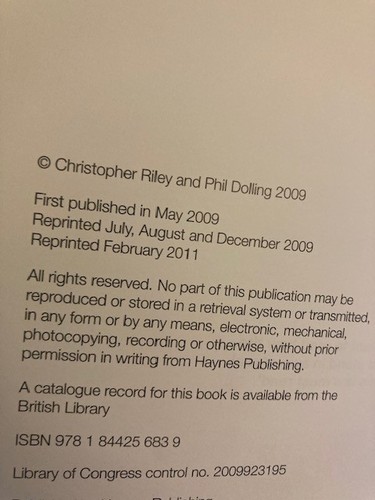 © Christopher Riley and Phil Dolling 2009
First published in May 2009
Reprinted July, August and December 2009
Reprinted February 2011
All rights reserved. No part of this publication may be
reproduced or stored in a retrieval system or transmitted,
in any form or by any means, electronic, mechanical,
photocopying, recording or otherwise, without prior
permission in writing from Haynes Publishing.
A catalogue record for this book is available from the
British Library
ISBN 978 1 84425 683 9
Library of Congress control no. 2009923195